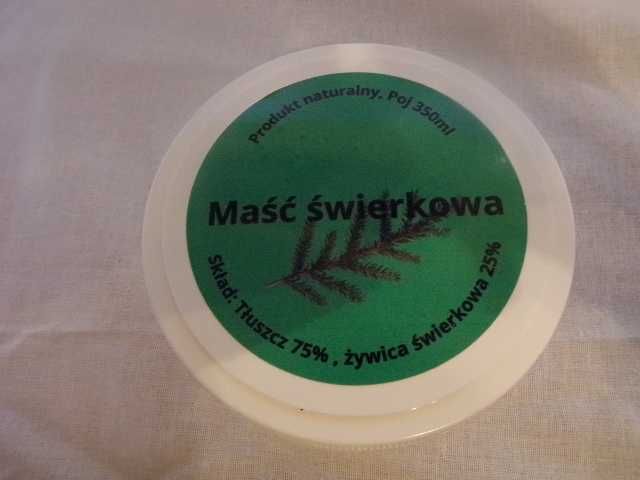 Produkt naturalny, Poj 350ml
Maść świerkowa
Skład: Tłuszcz 75% , żywica świerkowa 25%